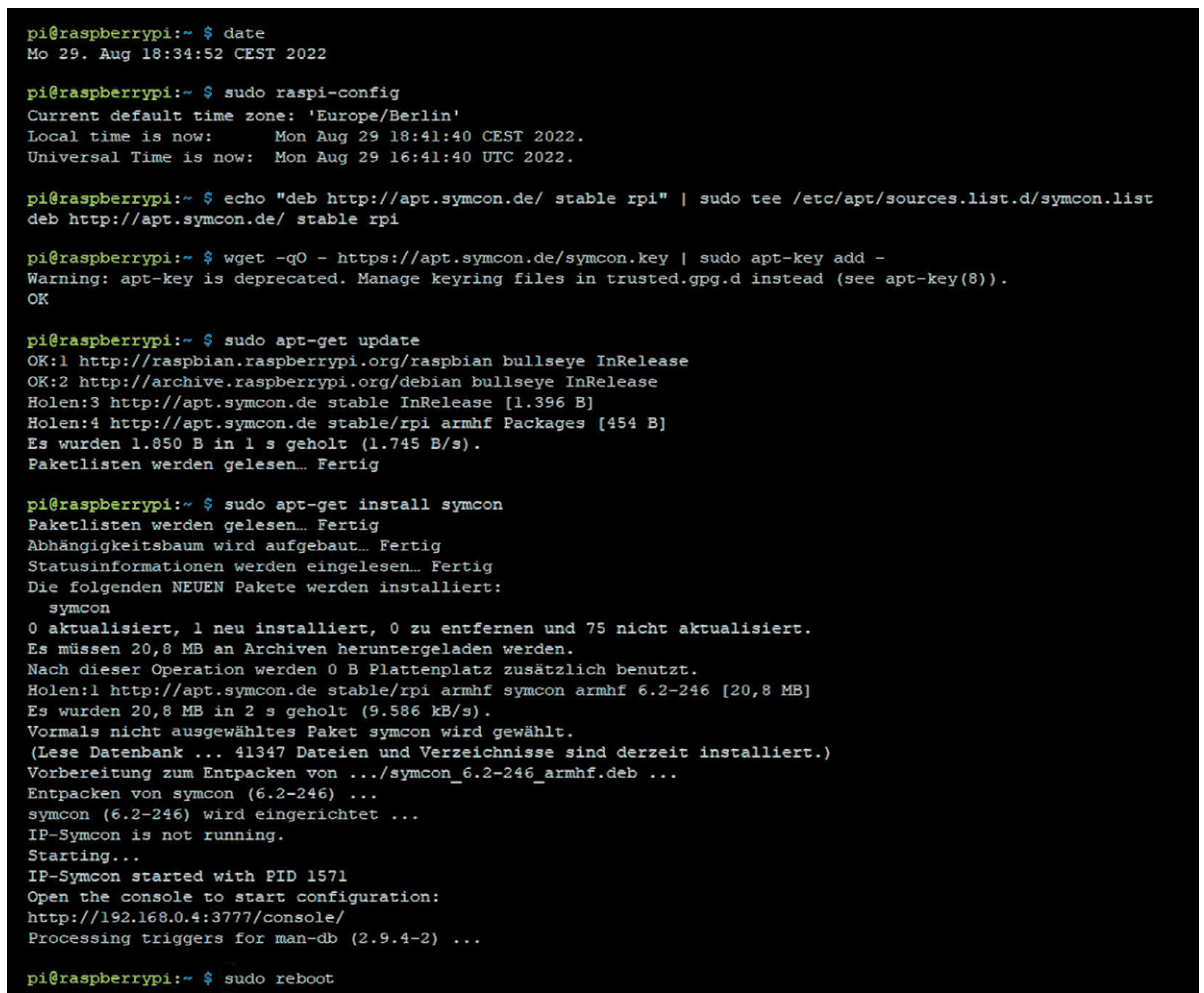 pi@raspberrypi:~ $ date
Mo 29. Aug 18:34:52 CEST 2022
pi@raspberrypi:~ $ sudo raspi-config
Current default time zone: 'Europe/Berlin'
Local time is now:      Mon Aug 29 18:41:40 CEST 2022.
Universal Time is now:  Mon Aug 29 16:41:40 UTC 2022.
pi@raspberrypi:~ $ echo "deb http://apt.symcon.de/ stable rpi" | sudo tee /etc/apt/sources.list.d/symcon.list
deb http://apt.symcon.de/ stable rpi
pi@raspberrypi:~ $ wget -qO - https://apt.symcon.de/symcon.key | sudo apt-key add -
Warning: apt-key is deprecated. Manage keyring files in trusted.gpg.d instead (see apt-key(8)).
OK
pi@raspberrypi:~ $ sudo apt-get update
OK:1 http://raspbian.raspberrypi.org/raspbian bullseye InRelease
OK:2 http://archive.raspberrypi.org/debian bullseye InRelease
Holen:3 http://apt.symcon.de stable InRelease [1.396 B]
Holen:4 http://apt.symcon.de stable/rpi armhf Packages [454 B]
Es wurden 1.850 B in 1 s geholt (1.745 B/s).
Paketlisten werden gelesen… Fertig
pi@raspberrypi:~ $ sudo apt-get install symcon
Paketlisten werden gelesen… Fertig
Abhängigkeitsbaum wird aufgebaut… Fertig
Statusinformationen werden eingelesen… Fertig
Die folgenden NEUEN Pakete werden installiert:
  symcon
0 aktualisiert, 1 neu installiert, 0 zu entfernen und 75 nicht aktualisiert.
Es müssen 20,8 MB an Archiven heruntergeladen werden.
Nach dieser Operation werden 0 B Plattenplatz zusätzlich benutzt.
Holen:1 http://apt.symcon.de stable/rpi armhf symcon armhf 6.2-246 [20,8 MB]
Es wurden 20,8 MB in 2 s geholt (9.586 kB/s).
Vormals nicht ausgewähltes Paket symcon wird gewählt.
(Lese Datenbank ... 41347 Dateien und Verzeichnisse sind derzeit installiert.)
Vorbereitung zum Entpacken von .../symcon_6.2-246_armhf.deb ...
Entpacken von symcon (6.2-246) ...
symcon (6.2-246) wird eingerichtet ...
IP-Symcon is not running.
Starting...
IP-Symcon started with PID 1571
Open the console to start configuration:
http://192.168.0.4:3777/console/
Processing triggers for man-db (2.9.4-2) ...
pi@raspberrypi:~ $ sudo reboot